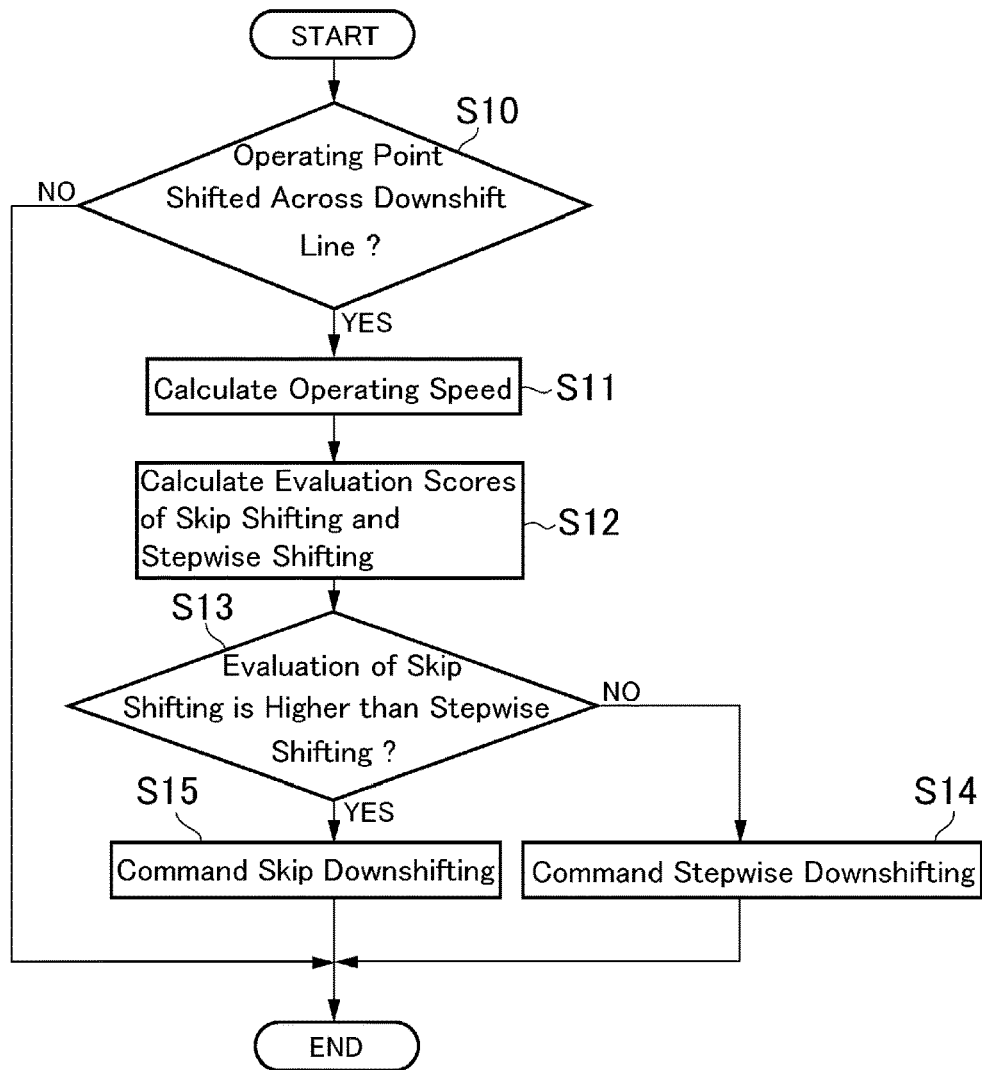 START
S10
Operating Point
Shifted Across Downshift
Line ?
NO
YES
Calculate Operating Speed
S11
Calculate Evaluation Scores
of Skip Shifting and
Stepwise Shifting
S12
S13
Evaluation of Skip
Shifting is Higher than Stepwise
Shifting ?
NO
YES
S15
Command Skip Downshifting
S14
Command Stepwise Downshifting
END